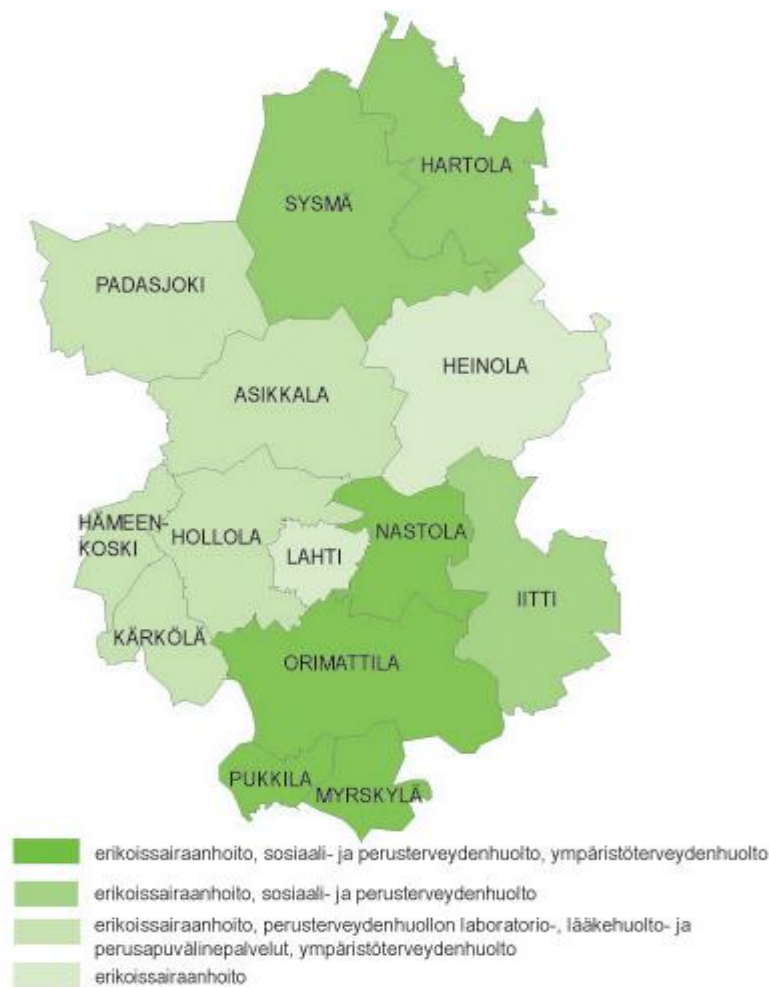 HARTOLA
SYSMÄ
PADASJOKI
HEINOLA
ASIKKALA
HÄMEEN-
KOSKI
HOLLOLA
NASTOLA
LAHTI
IITTI
KÄRKÖLÄ
ORIMATTILA
PUKKILA
MYRSKYLÄ
erikoissairaanhoito, sosiaali- ja perusterveydenhuolto, ympäristöterveydenhuolto
erikoissairaanhoito, sosiaali- ja perusterveydenhuolto
erikoissairaanhoito, perusterveydenhuollon laboratorio-, lääkehuolto- ja
perusapuvälinepalvelut, ympäristöterveydenhuolto
erikoissairaanhoito